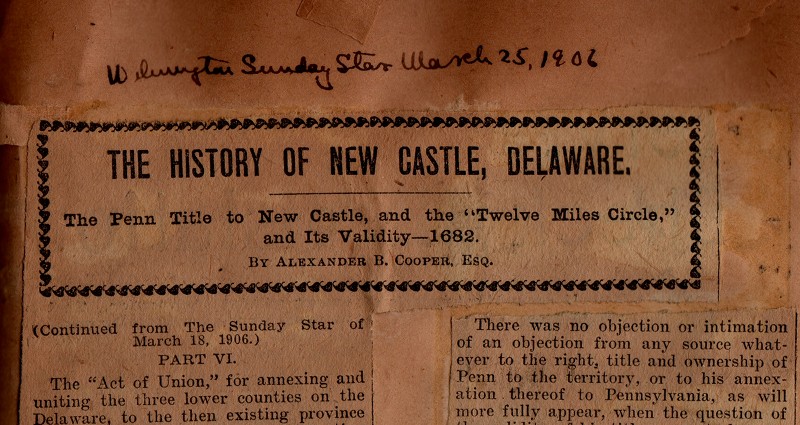 Wilmington Sunday Star March 25, 1906
THE HISTORY OF NEW CASTLE, DELAWARE.
The Penn Title to New Castle, and the "Twelve Miles Circle,"
and Its Validity—1682.
BY ALEXANDER B. COOPER, ESQ.
(Continued from The Sunday Star of
March 18, 1906.)
PART VI.
The "Act of Union," for annexing and
uniting the three lower counties on the
Delaware, to the then existing province
There was no objection or intimation
of an objection from any source what-
ever to the right, title and ownership of
Penn to the territory, or to his annex-
ation thereof to Pennsylvania, as will
more fully appear, when the question of